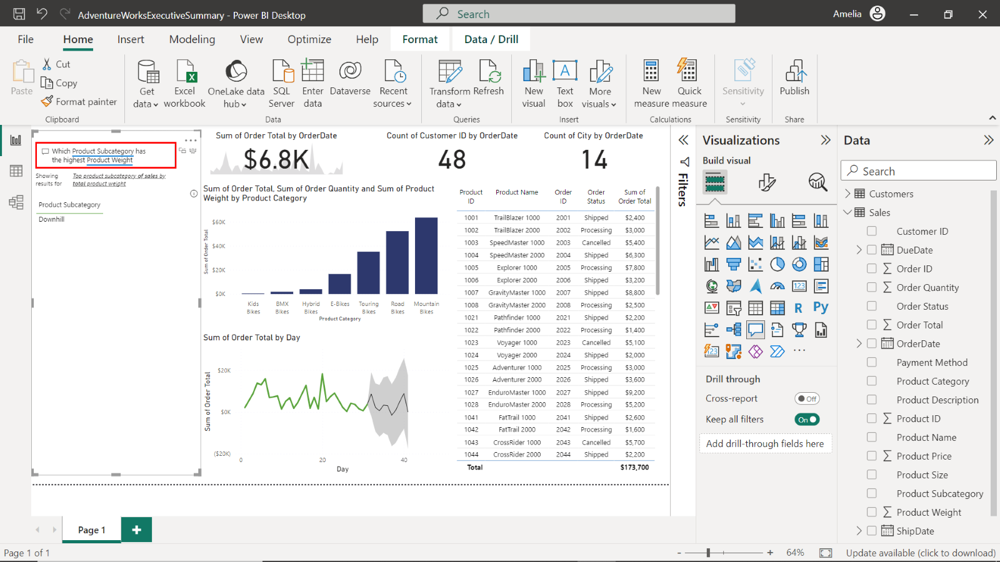 AdventureWorksExecutiveSummary - Power BI Desktop
Search
Amelia
File
Home
Insert
Modeling
View
Optimize
Help
Format
Data / Drill
Paste
Cut
Copy
Format painter
Clipboard
Get
data
Excel
workbook
OneLake data
hub
SQL
Server
Enter
data
Dataverse
Recent
sources
Data
Transform
data
Refresh
Queries
New
visual
Text
box
More
visuals
Insert
New
measure
Quick
measure
Calculations
Sensitivity
Sensitivity
Publish
Share
Which Product Subcategory has
the highest Product Weight
Showing
results for
Top product subcategory of sales by
total product weight
Product Subcategory
Downhill
Sum of Order Total by OrderDate
$6.8K
Count of Customer ID by OrderDate
48
Count of City by OrderDate
14
Sum of Order Total, Sum of Order Quantity and Sum of Product
Weight by Product Category
Sum of Order Total
$60K
$40K
$20K
$0K
Kids
Bikes
BMX
Bikes
Hybrid
Bikes
E-Bikes
Touring
Bikes
Road
Bikes
Mountain
Bikes
Product Category
Sum of Order Total by Day
Sum of Order Total
$20K
$0K
($20K)
0
20
40
Day
Product
ID
Product Name
Order
ID
Order
Status
Sum of
Order Total
1001 TrailBlazer 1000 2001 Shipped $2,400
1002 TrailBlazer 2000 2002 Processing $3,000
1003 SpeedMaster 1000 2003 Cancelled $5,400
1004 SpeedMaster 2000 2004 Shipped $6,300
1005 Explorer 1000 2005 Processing $7,800
1006 Explorer 2000 2006 Shipped $3,200
1007 GravityMaster 1000 2007 Shipped $8,800
1008 GravityMaster 2000 2008 Processing $2,500
1021 Pathfinder 1000 2021 Shipped $2,200
1022 Pathfinder 2000 2022 Processing $1,400
1023 Voyager 1000 2023 Cancelled $5,100
1024 Voyager 2000 2024 Shipped $2,000
1025 Adventurer 1000 2025 Processing $3,000
1026 Adventurer 2000 2026 Shipped $3,600
1027 EnduroMaster 1000 2027 Shipped $9,200
1028 EnduroMaster 2000 2028 Processing $5,200
1041 FatTrail 1000 2041 Shipped $2,600
1042 FatTrail 2000 2042 Processing $1,600
1043 CrossRider 1000 2043 Cancelled $5,700
1044 CrossRider 2000 2044 Shipped $2,200
Total $173,700
Filters
Visualizations
Build visual
123
R
Py
123
Drill through
Cross-report
Off
Keep all filters
On
Add drill-through fields here
Data
Search
Customers
Sales
Customer ID
DueDate
Order ID
Order Quantity
Order Status
Order Total
OrderDate
Payment Method
Product Category
Product Description
Product ID
Product Name
Product Price
Product Size
Product Subcategory
Product Weight
ShipDate
Page 1
Page 1 of 1
64%
Update available (click to download)